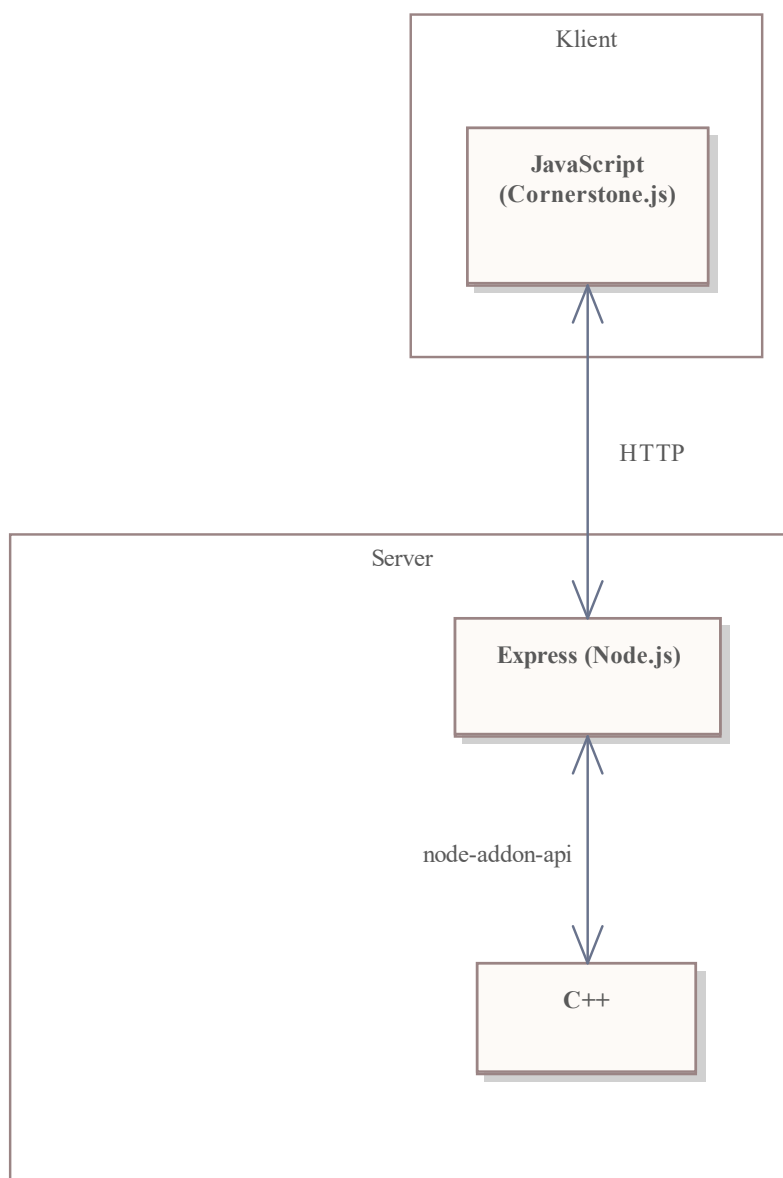 Klient
JavaScript
(Cornerstone.js)
HTTP
Server
Express (Node.js)
node-addon-api
C++